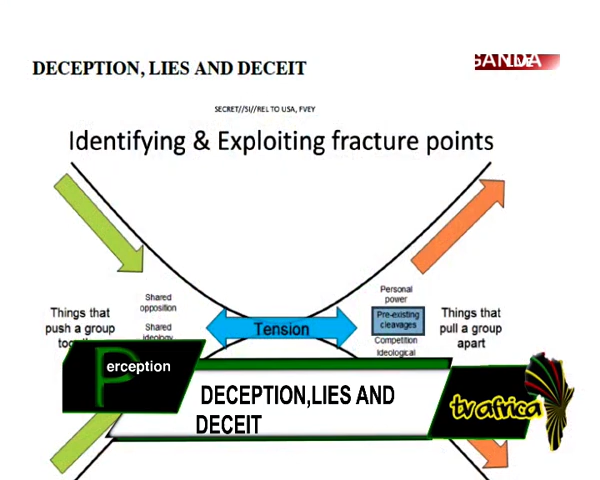 DECEPTION, LIES AND DECEIT
SECRET//SI//REL TO USA, FVEY
Identifying & Exploiting fracture points
Things that
push a group
Shared
opposition
Shared
ideology
Tension
Personal
power
Pre-existing
cleavages
Competition
Ideological
Things that
pull a group
apart
Perception
DECEPTION,LIES AND
DECEIT
tv africa